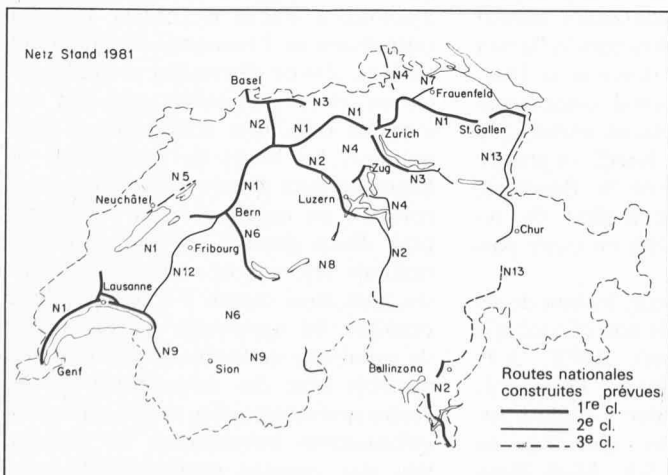 Netz Stand 1981
Basel
N3
N4
N7
Frauenfeld
N2
N1
N1
Zurich
N1
St. Gallen
N4
N13
N2
Zug
N3
N5
N1
Luzern
N4
Neuchâtel
Bern
N6
Chur
N1
Fribourg
N8
N2
N12
N13
Lausanne
N1
N6
N9
N9
Genf
Sion
Ballinzona
N2
Routes nationales
construites prévues
1re cl.
2e cl.
3e cl.